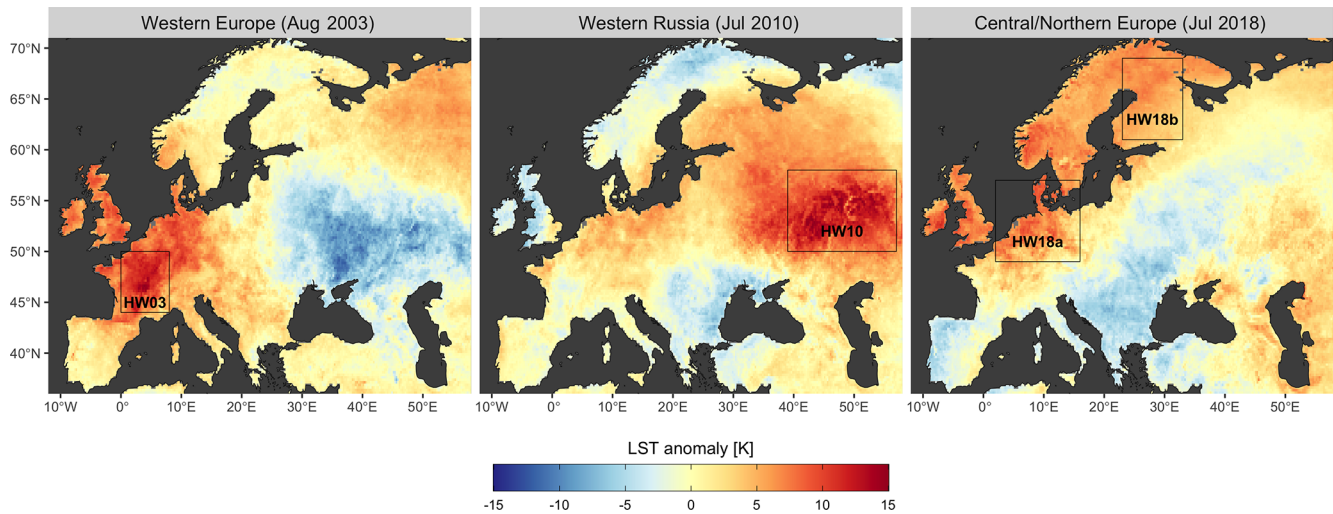 Western Europe (Aug 2003) Western Russia (Jul 2010) Central/Northern Europe (Jul 2018)
70°N
65°N
60°N
55°N
50°N
45°N
40°N
HW03
HW10
HW18b
HW18a
10°W 0° 10°E 20°E 30°E 40°E 50°E 10°W 0° 10°E 20°E 30°E 40°E 50°E 10°W 0° 10°E 20°E 30°E 40°E 50°E
LST anomaly [K]
-15 -10 -5 0 5 10 15